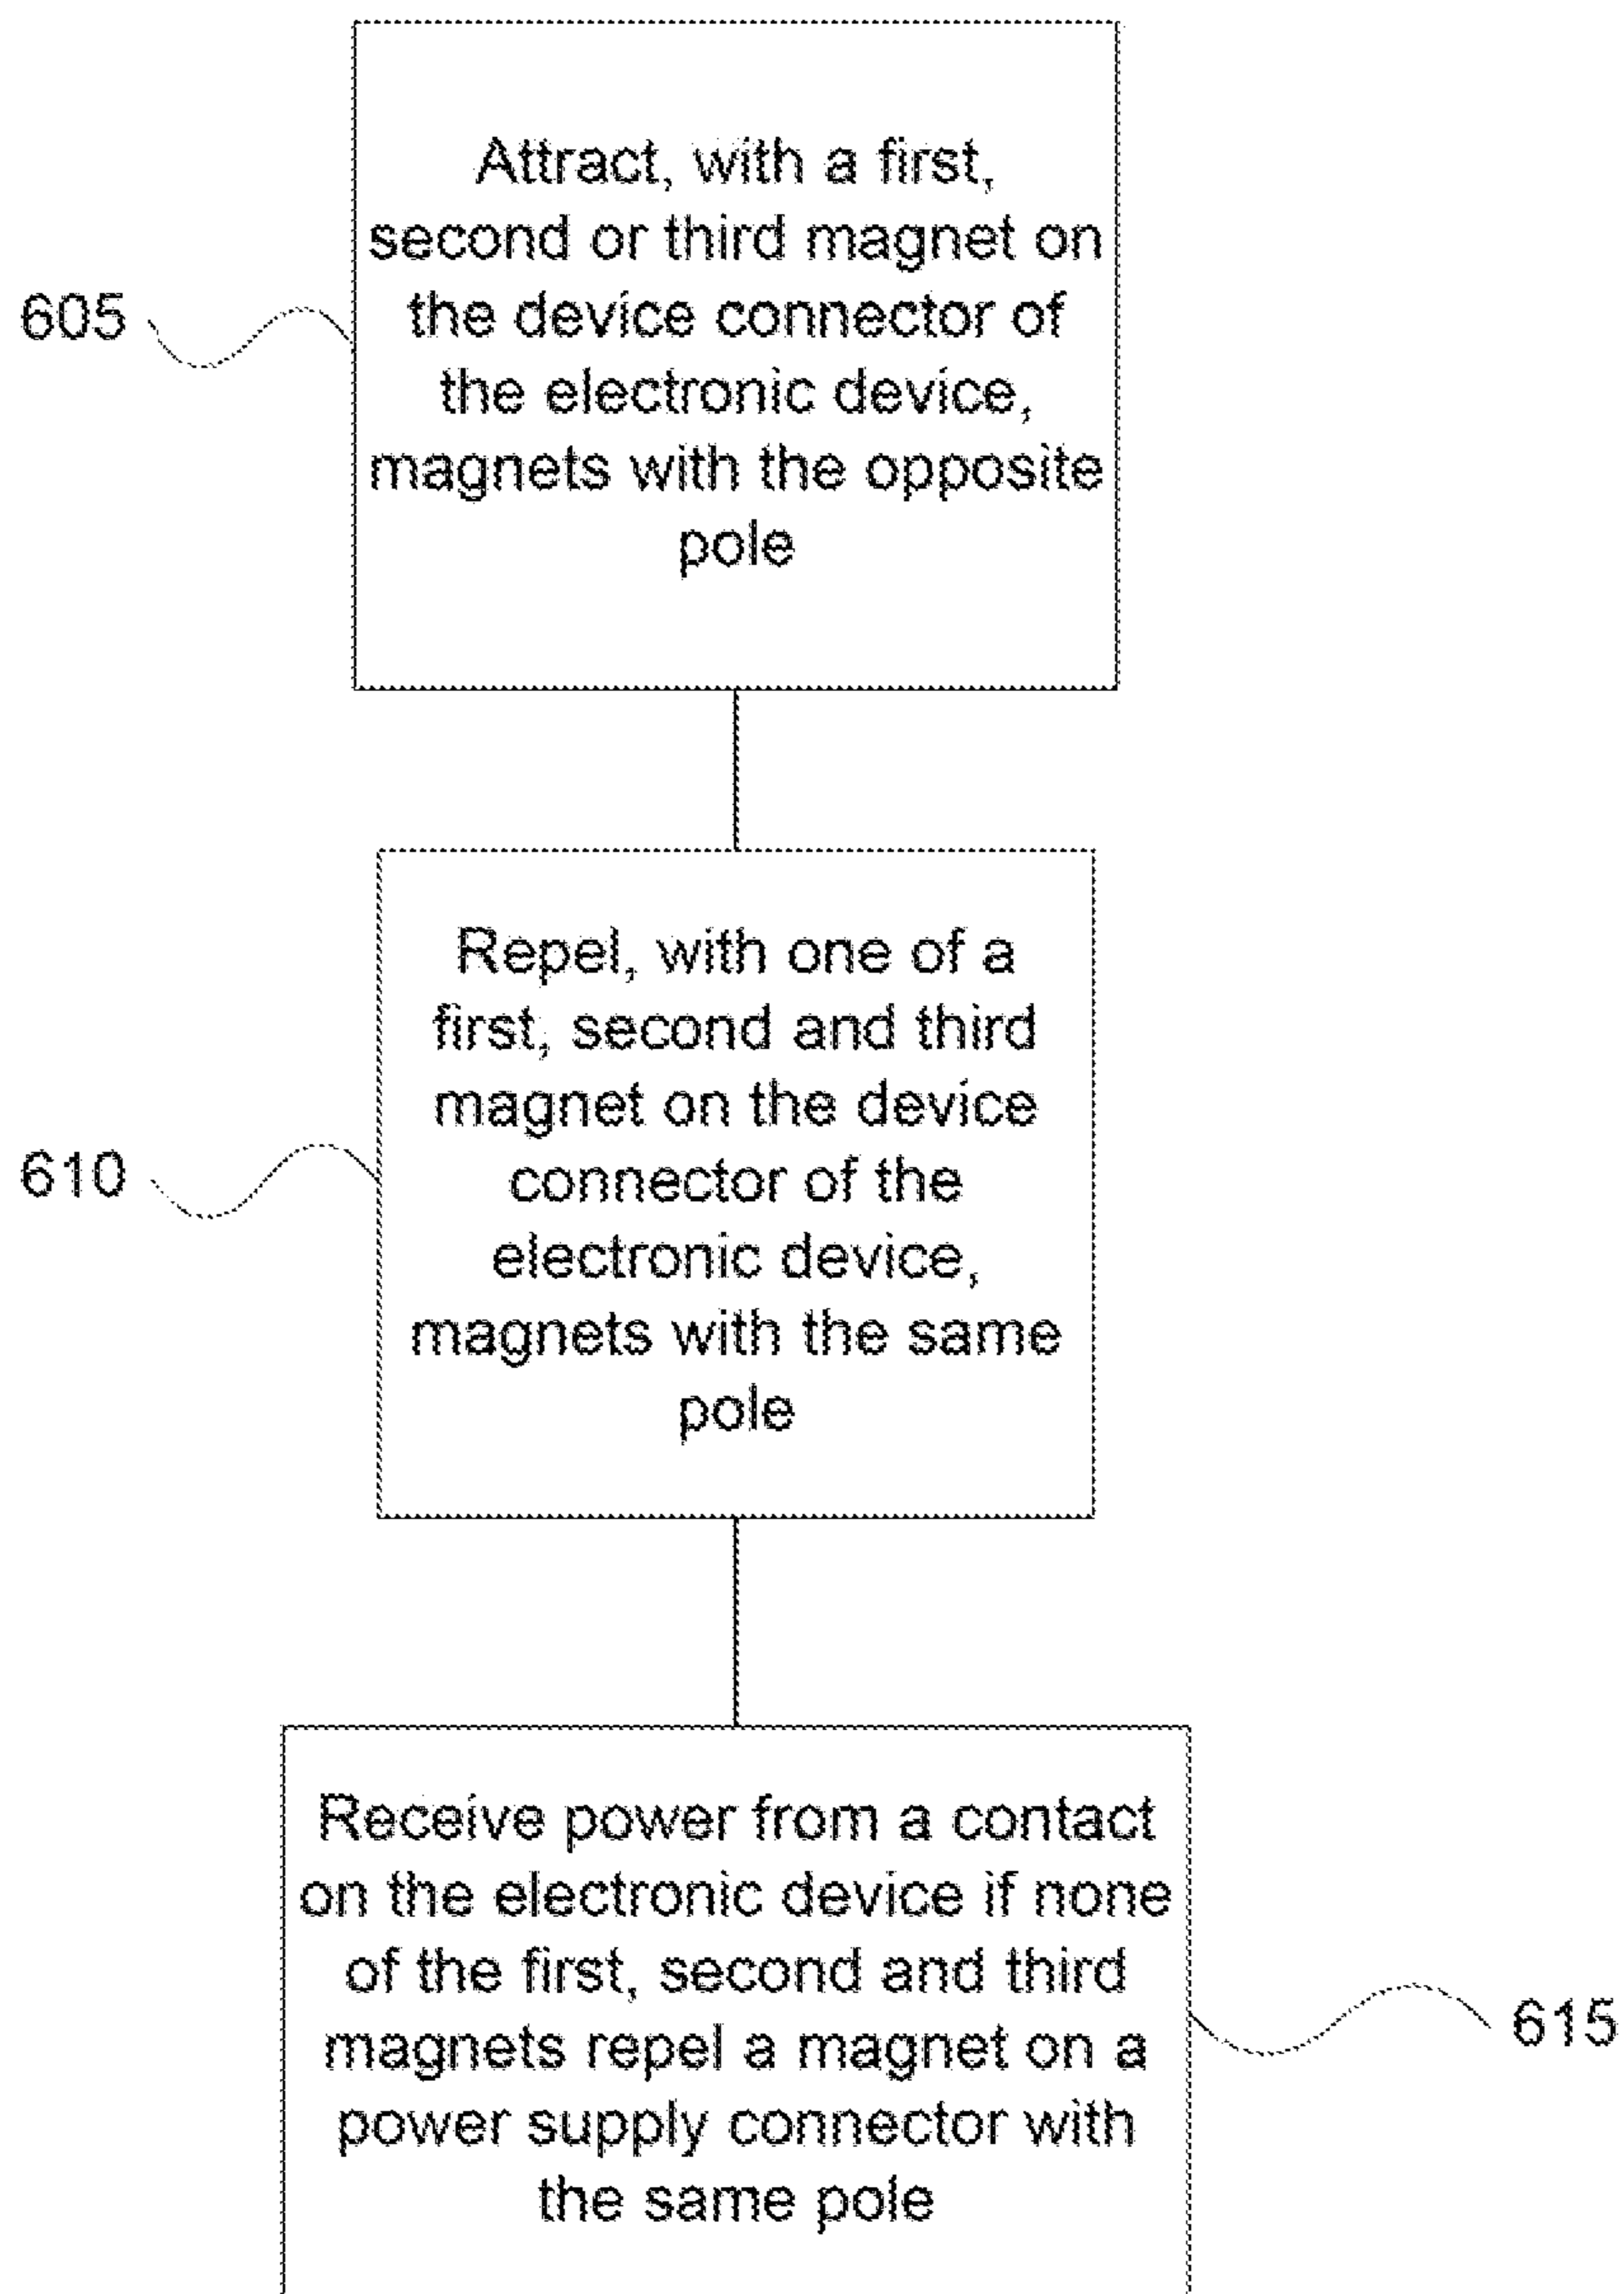 Attract, with a first,
second or third magnet on
the device connector of
the electronic device,
magnets with the opposite
pole
605
Repel, with one of a
first, second and third
magnet on the device
connector of the
electronic device,
magnets with the same
pole
610
Receive power from a contact
on the electronic device if none
of the first, second and third
magnets repel a magnet on a
power supply connector with
the same pole
615